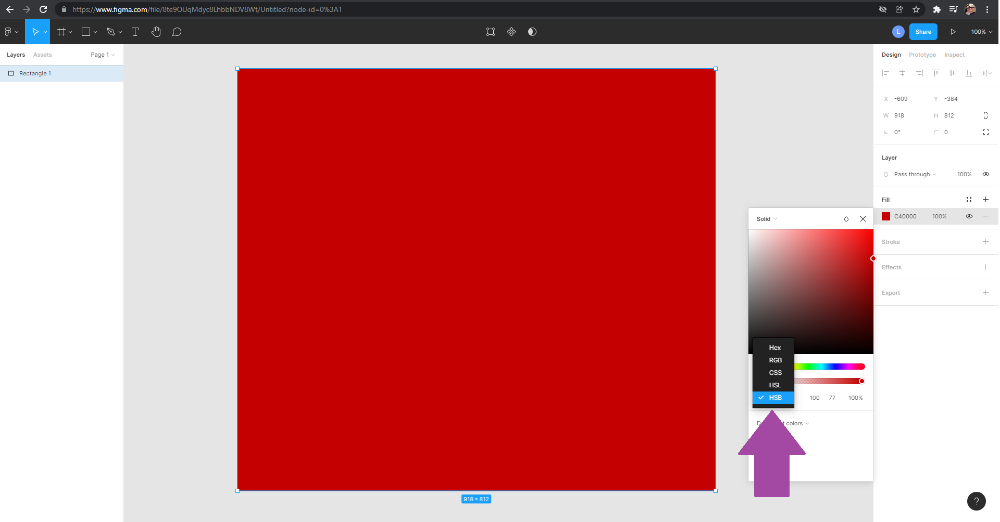 https://www.figma.com/file/8te9OUqMdyc8LhbbNDV8Wt/Untitled?node-id=0%3A1
L
Share
100%
Layers
Assets
Page 1
Rectangle 1
918 × 812
Design
Prototype
Inspect
X
-609
Y
-384
W
918
H
812
0°
0
Layer
Pass through
100%
Fill
C40000
100%
Stroke
Effects
Export
Solid
Hex
RGB
CSS
HSL
HSB
100
77
100%
colors
?